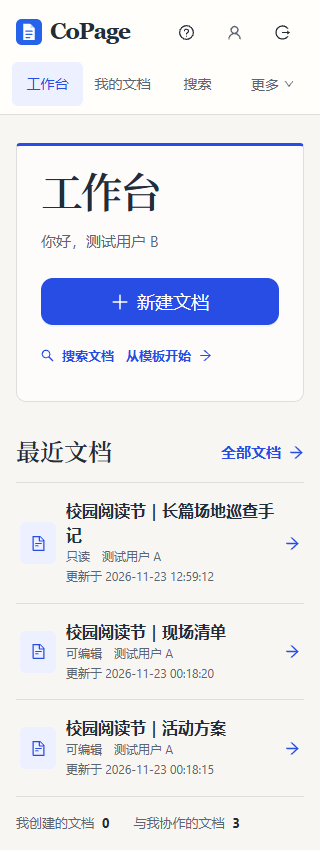 CoPage
工作台 我的文档 搜索 更多
工作台
你好，测试用户 B
新建文档
搜索文档 从模板开始
最近文档 全部文档
校园阅读节 | 长篇场地巡查手
记
只读 测试用户 A
更新于 2026-11-23 12:59:12
校园阅读节 | 现场清单
可编辑 测试用户 A
更新于 2026-11-23 00:18:20
校园阅读节 | 活动方案
可编辑 测试用户 A
更新于 2026-11-23 00:18:15
我创建的文档 0 与我协作的文档 3